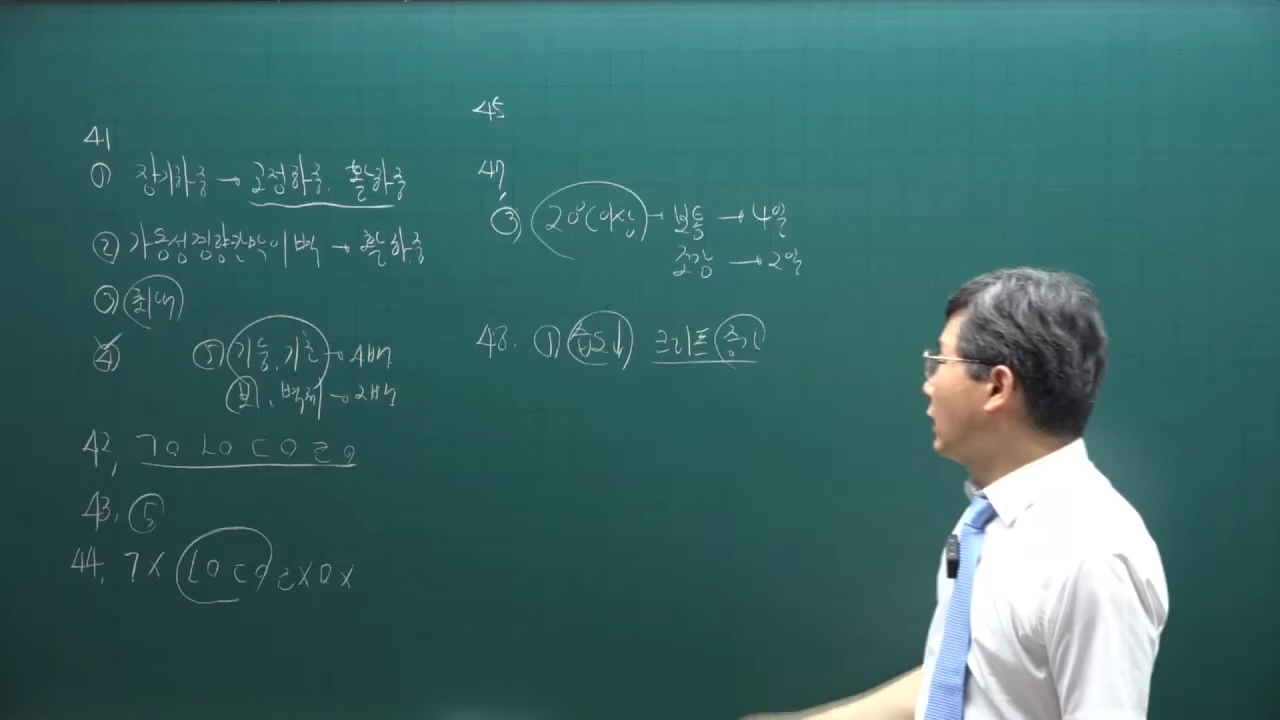 41
① 장기하중 → 고정하중, 활하중
② 가동성경량칸막이벽 → 활하중
③ 최대
④
⑤ 기둥, 기초 → 4배
보, 벽체 → 2배
42, ㄱㅇ ㄴㅇ ㄷㅇ ㄹㅇ
43, ⑤
44, ㄱX ㄴㅇ ㄷㅇ ㄹX ㅁX
45
47,
③ 20℃이상 → 보통 → 4일
조강 → 2일
48. ① 습도↓ 크리프 증가